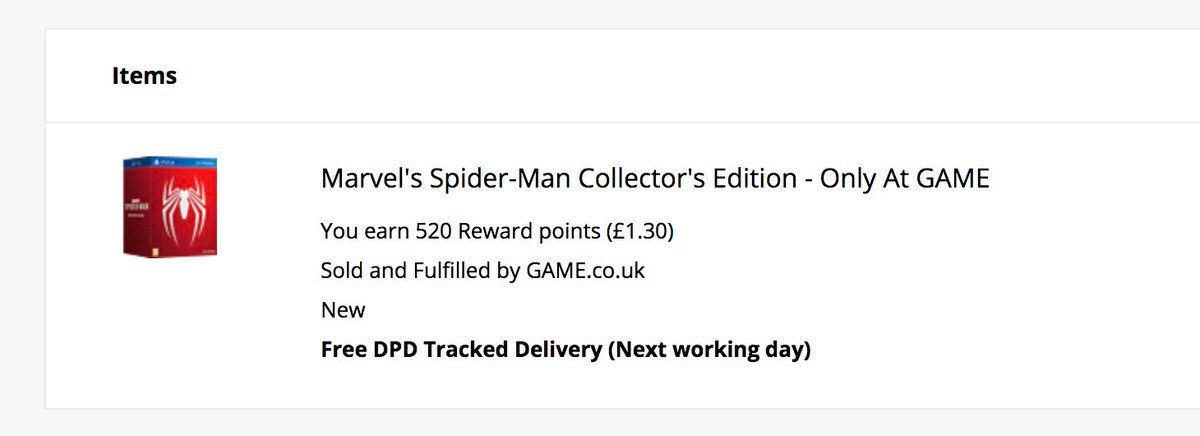 Items
Marvel's Spider-Man Collector's Edition - Only At GAME
You earn 520 Reward points (£1.30)
Sold and Fulfilled by GAME.co.uk
New
Free DPD Tracked Delivery (Next working day)